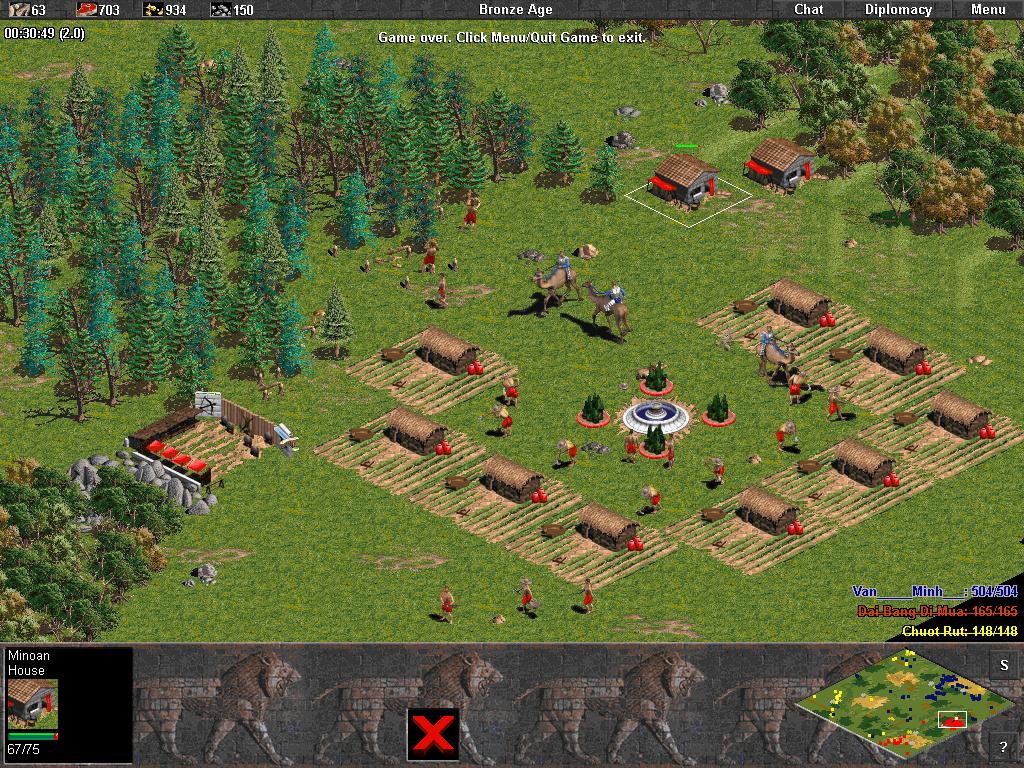 63 703 934 150 Bronze Age Chat Diplomacy Menu
00:30:49 (2.0)
Game over. Click Menu/Quit Game to exit.
Van____Minh__: 504/504
Dai Bang Di Mua: 165/165
Chuot Rut: 148/148
Minoan
House
67/75
S
?